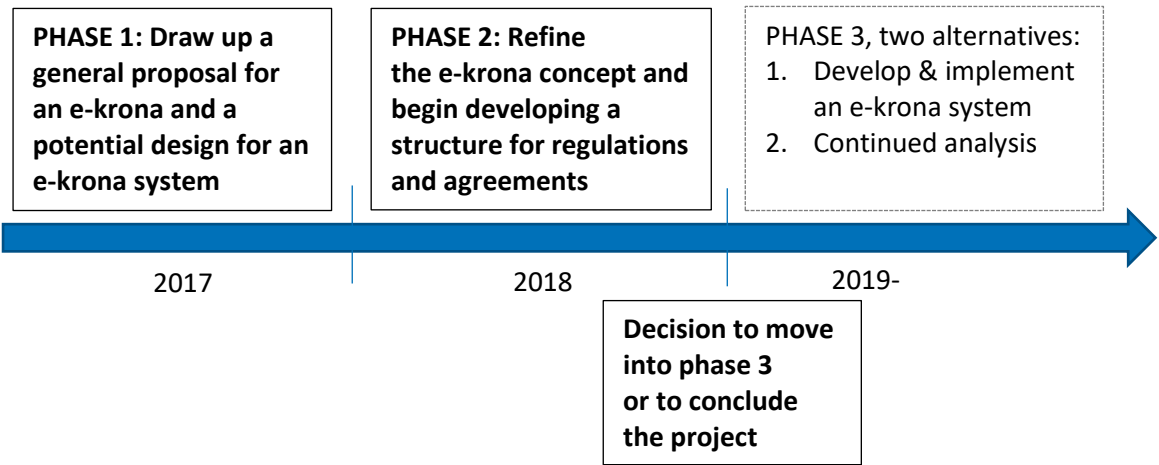 PHASE 1: Draw up a
general proposal for
an e-krona and a
potential design for an
e-krona system
PHASE 2: Refine
the e-krona concept and
begin developing a
structure for regulations
and agreements
PHASE 3, two alternatives:
1. Develop & implement
an e-krona system
2. Continued analysis
2017
2018
2019-
Decision to move
into phase 3
or to conclude
the project